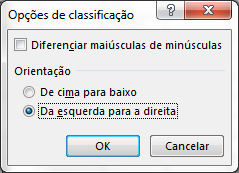 Opções de classificação
Diferenciar maiúsculas de minúsculas
Orientação
De cima para baixo
Da esquerda para a direita
OK
Cancelar